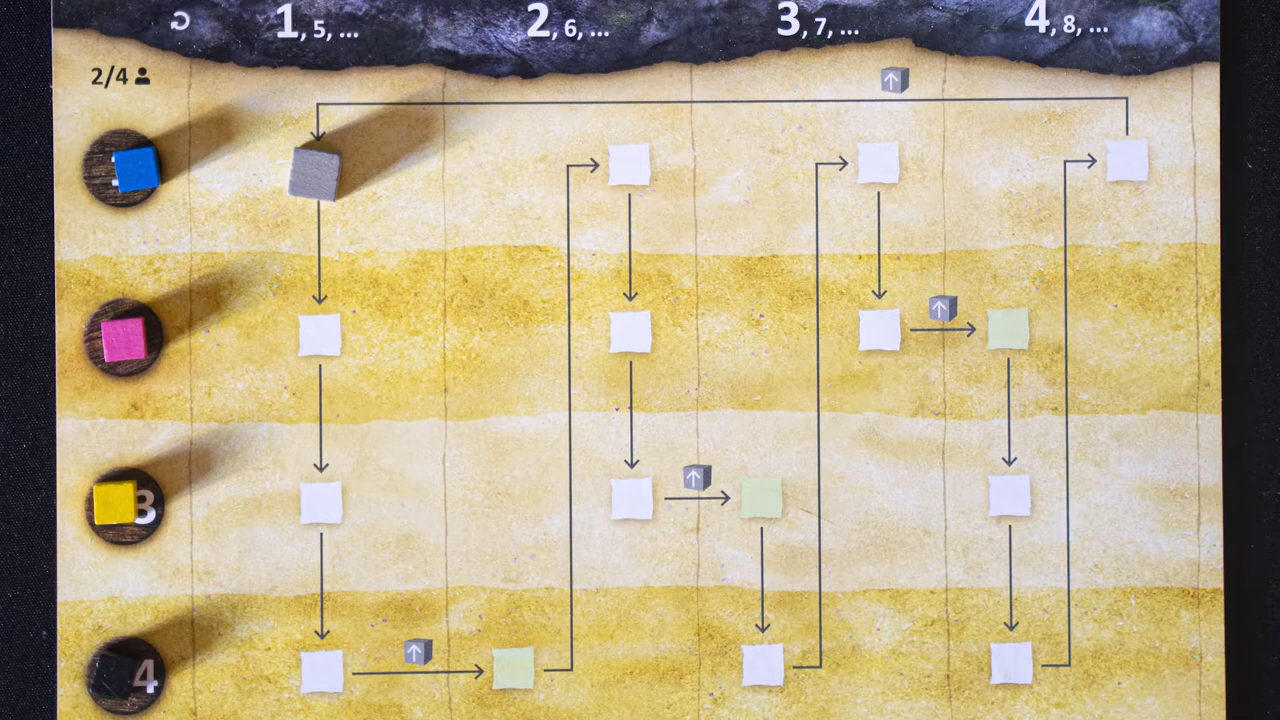 1, 5, ... 2, 6, ... 3, 7, ... 4, 8, ...
2/4
3
4